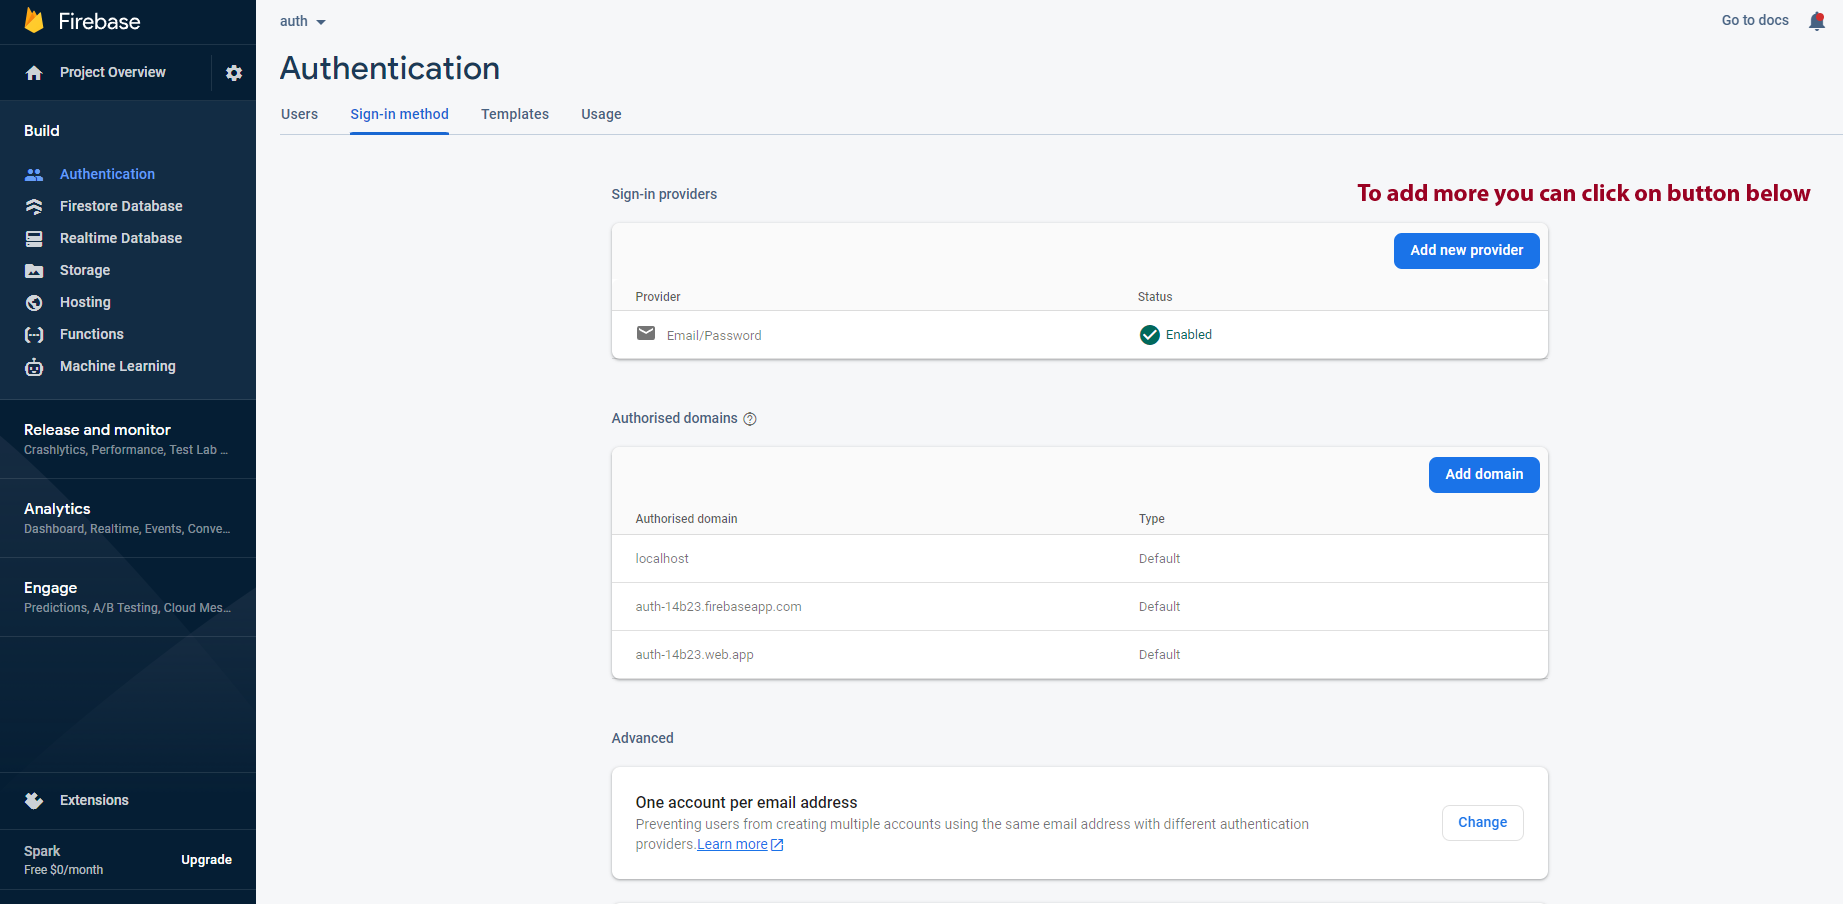 Firebase
Project Overview
Build
Authentication
Firestore Database
Realtime Database
Storage
Hosting
Functions
Machine Learning
Release and monitor
Crashlytics, Performance, Test Lab ...
Analytics
Dashboard, Realtime, Events, Conve...
Engage
Predictions, A/B Testing, Cloud Mes...
Extensions
Spark
Free $0/month
Upgrade
auth
Go to docs
Authentication
Users Sign-in method Templates Usage
Sign-in providers
To add more you can click on button below
Add new provider
Provider Status
Email/Password Enabled
Authorised domains
Add domain
Authorised domain Type
localhost Default
auth-14b23.firebaseapp.com Default
auth-14b23.web.app Default
Advanced
One account per email address
Preventing users from creating multiple accounts using the same email address with different authentication
providers.Learn more
Change